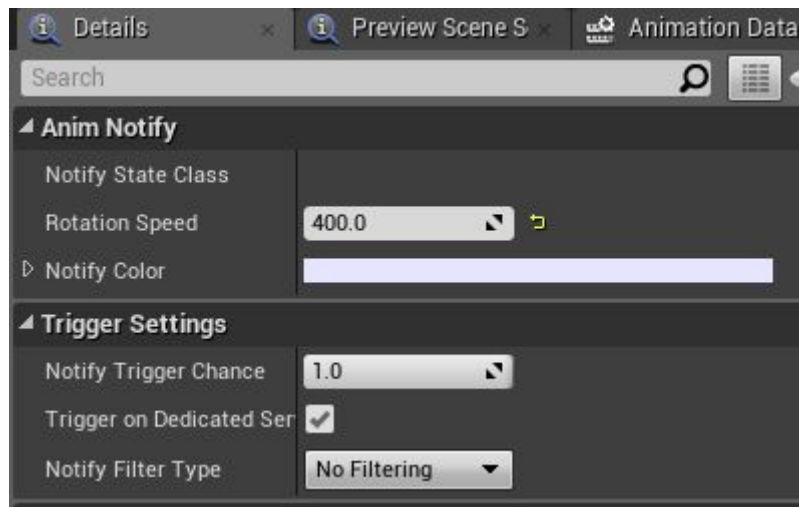 Details Preview Scene S Animation Data
Search
Anim Notify
Notify State Class
Rotation Speed 400.0
Notify Color
Trigger Settings
Notify Trigger Chance 1.0
Trigger on Dedicated Ser
Notify Filter Type No Filtering